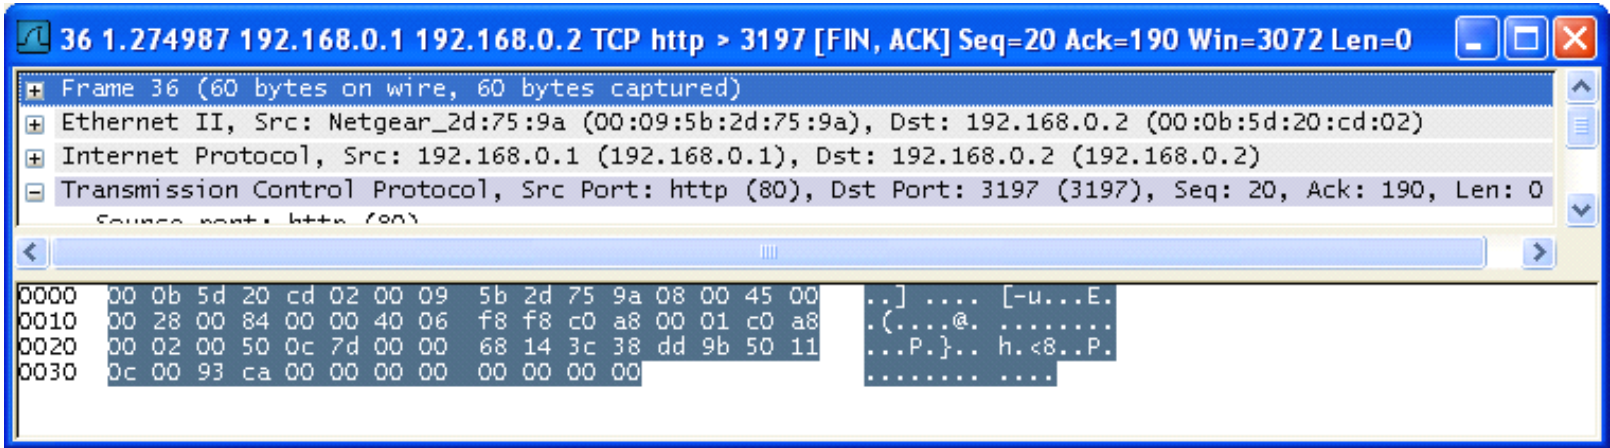 36 1.274987 192.168.0.1 192.168.0.2 TCP http > 3197 [FIN, ACK] Seq=20 Ack=190 Win=3072 Len=0
Frame 36 (60 bytes on wire, 60 bytes captured)
Ethernet II, Src: Netgear_2d:75:9a (00:09:5b:2d:75:9a), Dst: 192.168.0.2 (00:0b:5d:20:cd:02)
Internet Protocol, Src: 192.168.0.1 (192.168.0.1), Dst: 192.168.0.2 (192.168.0.2)
Transmission Control Protocol, Src Port: http (80), Dst Port: 3197 (3197), Seq: 20, Ack: 190, Len: 0
Source port: http (80)
0000 00 0b 5d 20 cd 02 00 09 5b 2d 75 9a 08 00 45 00 ..] .... [-u...E.
0010 00 28 00 84 00 00 40 06 f8 f8 c0 a8 00 01 c0 a8 .(....@. ........
0020 00 02 00 50 0c 7d 00 00 68 14 3c 38 dd 9b 50 11 ...P.}.. h.<8..P.
0030 0c 00 93 ca 00 00 00 00 00 00 00 00 ........ ....